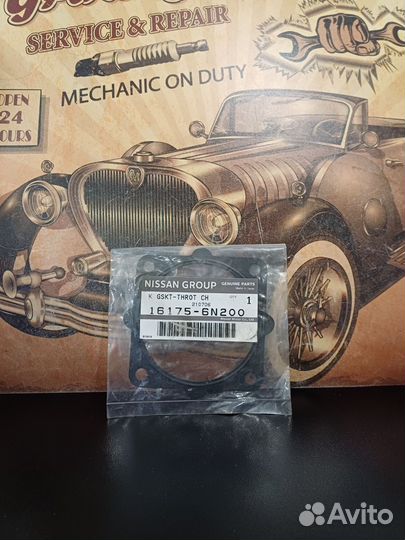 SERVICE & REPAIR
MECHANIC ON DUTY
OPEN
24
HOURS
NISSAN GROUP
GENUINE PARTS
K GSKT-THROT CH
QTY 1
210706
16175-6N200
Avito